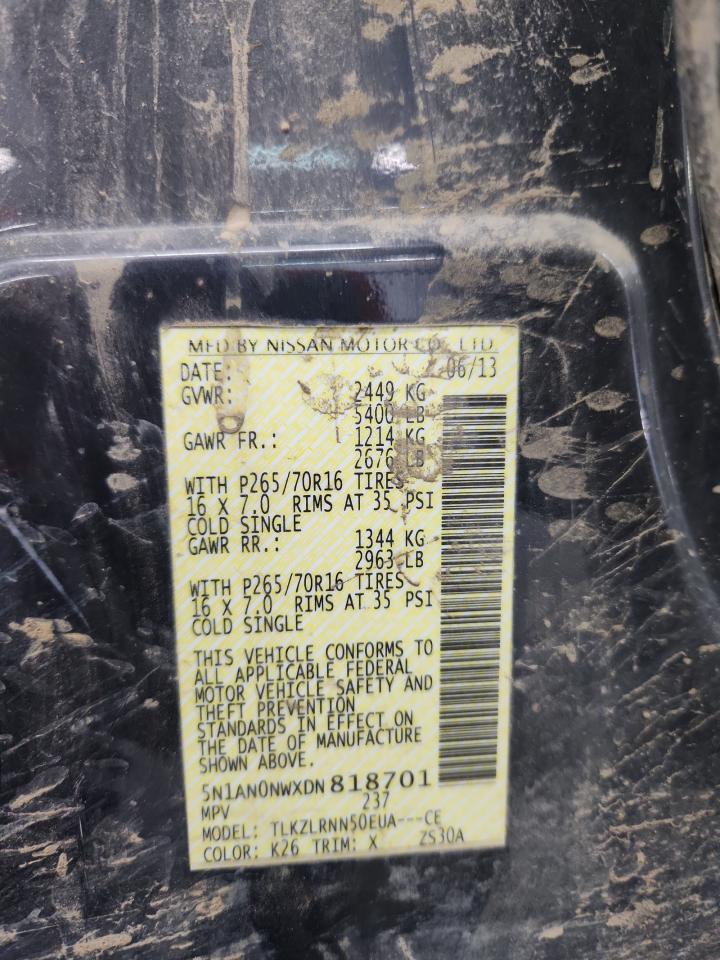 MFD BY NISSAN MOTOR CO., LTD.
DATE: 06/13
GVWR: 2449 KG
5400 LB
GAWR FR.: 1214 KG
2676 LB
WITH P265/70R16 TIRES
16 X 7.0 RIMS AT 35 PSI
COLD SINGLE
GAWR RR.: 1344 KG
2963 LB
WITH P265/70R16 TIRES
16 X 7.0 RIMS AT 35 PSI
COLD SINGLE
THIS VEHICLE CONFORMS TO
ALL APPLICABLE FEDERAL
MOTOR VEHICLE SAFETY AND
THEFT PREVENTION
STANDARDS IN EFFECT ON
THE DATE OF MANUFACTURE
SHOWN ABOVE.
5N1AN0NWXDN818701
MPV 237
MODEL: TLKZLRNN50EUA---CE
COLOR: K26 TRIM: X ZS30A